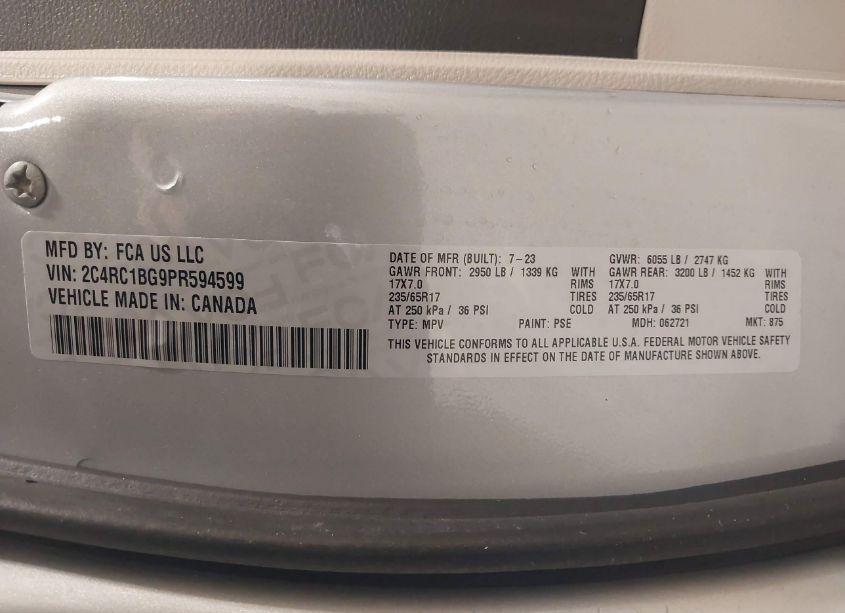 MFD BY: FCA US LLC
VIN: 2C4RC1BG9PR594599
VEHICLE MADE IN: CANADA
DATE OF MFR (BUILT): 7-23 GVWR: 6055 LB / 2747 KG
GAWR FRONT: 2950 LB / 1339 KG WITH GAWR REAR: 3200 LB / 1452 KG WITH
17X7.0 RIMS 17X7.0 RIMS
235/65R17 TIRES 235/65R17 TIRES
AT 250 kPa / 36 PSI COLD AT 250 kPa / 36 PSI COLD
TYPE: MPV PAINT: PSE MDH: 062721 MKT: 875
THIS VEHICLE CONFORMS TO ALL APPLICABLE U.S.A. FEDERAL MOTOR VEHICLE SAFETY
STANDARDS IN EFFECT ON THE DATE OF MANUFACTURE SHOWN ABOVE.